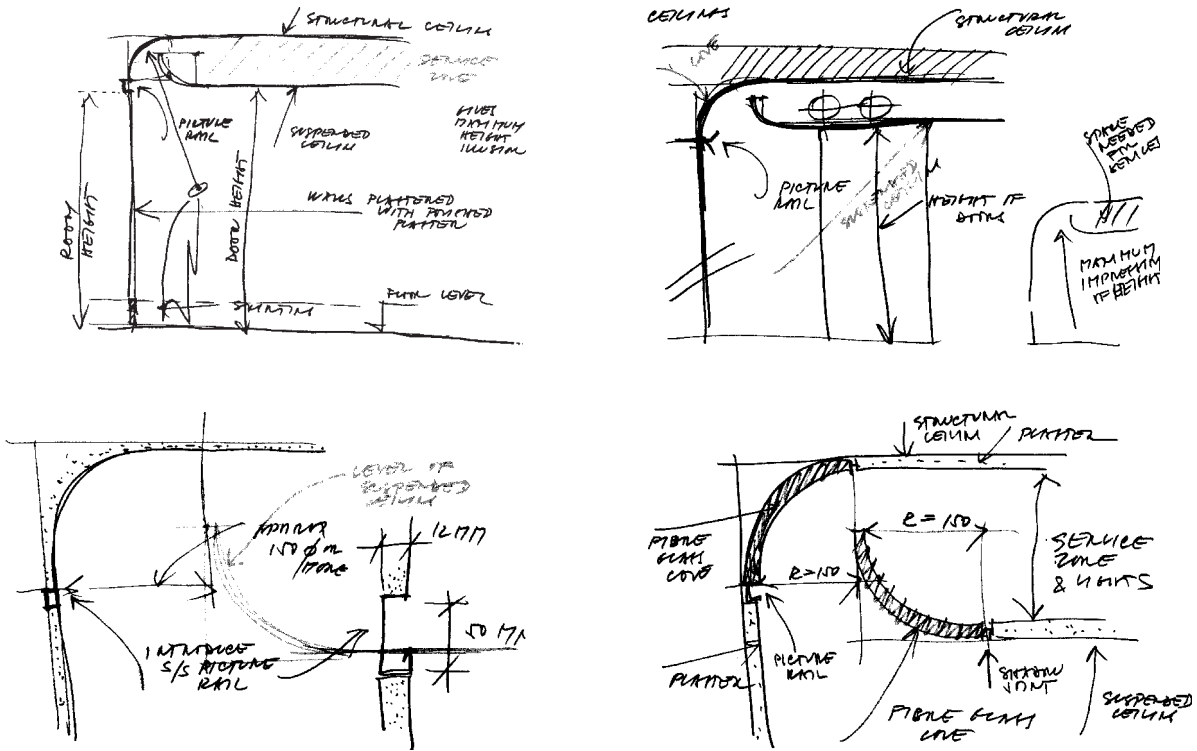 STRUCTURAL CEILING
SERVICE
ZONE
GIVES
MAXIMUM
HEIGHT
ILLUSION
PICTURE
RAIL
SUSPENDED
CEILING
ROOM
HEIGHT
DOOR HEIGHT
WALLS PLASTERED
WITH POLISHED
PLASTER
SKIRTING
FLOOR LEVEL
CEILINGS
COVE
STRUCTURAL
CEILING
PICTURE
RAIL
SUSPENDED
CEILING
HEIGHT OF
DOORS
SPACE
NEEDED
FOR
SERVICES
MAXIMUM
IMPRESSION
OF HEIGHT
LEVEL OF
SUSPENDED
CEILING
APPROX
150 Ø OR
MORE
12 MM
50 MM
INTRODUCE
S/S PICTURE
RAIL
STRUCTURAL
CEILING
PLASTER
R=150
R=150
FIBRE
GLASS
COVE
SERVICE
ZONE
& LIGHTS
PICTURE
RAIL
PLASTER
SHADOW
JOINT
FIBRE GLASS
COVE
SUSPENDED
CEILING